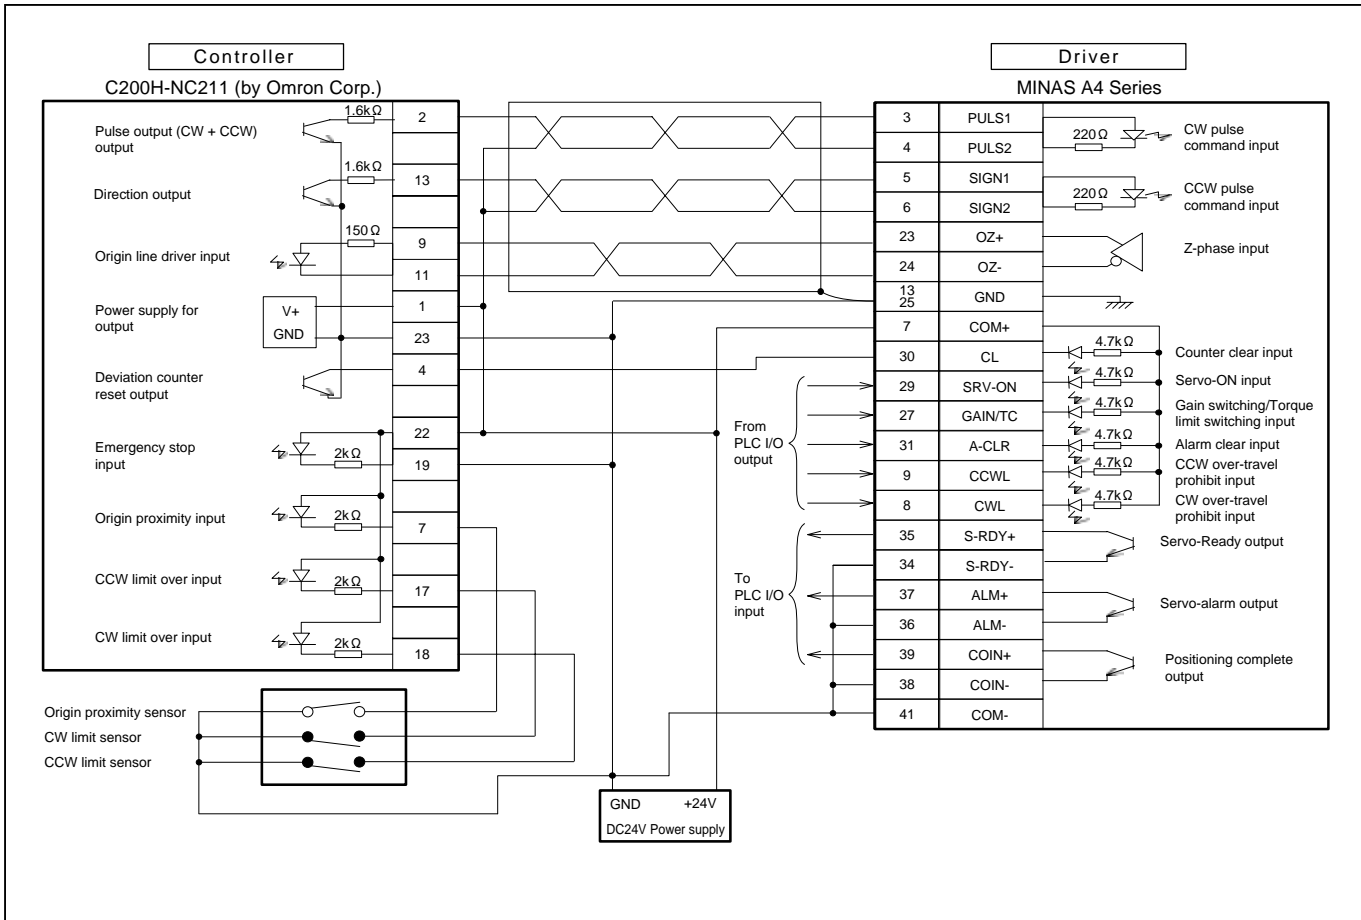 Controller
C200H-NC211 (by Omron Corp.)
Pulse output (CW + CCW)
output
1.6kΩ
2
Direction output
1.6kΩ
13
Origin line driver input
150Ω
9
11
Power supply for
output
V+
GND
1
23
Deviation counter
reset output
4
Emergency stop
input
2kΩ
22
19
Origin proximity input
2kΩ
7
CCW limit over input
2kΩ
17
CW limit over input
2kΩ
18
Origin proximity sensor
CW limit sensor
CCW limit sensor
GND +24V
DC24V Power supply
From
PLC I/O
output
To
PLC I/O
input
Driver
MINAS A4 Series
3 PULS1
4 PULS2
220Ω
CW pulse
command input
5 SIGN1
6 SIGN2
220Ω
CCW pulse
command input
23 OZ+
24 OZ-
Z-phase input
13
25
GND
7 COM+
30 CL 4.7kΩ Counter clear input
29 SRV-ON 4.7kΩ Servo-ON input
27 GAIN/TC 4.7kΩ Gain switching/Torque
limit switching input
31 A-CLR 4.7kΩ Alarm clear input
9 CCWL 4.7kΩ CCW over-travel
prohibit input
8 CWL 4.7kΩ CW over-travel
prohibit input
35 S-RDY+
Servo-Ready output
34 S-RDY-
37 ALM+
Servo-alarm output
36 ALM-
39 COIN+
Positioning complete
output
38 COIN-
41 COM-